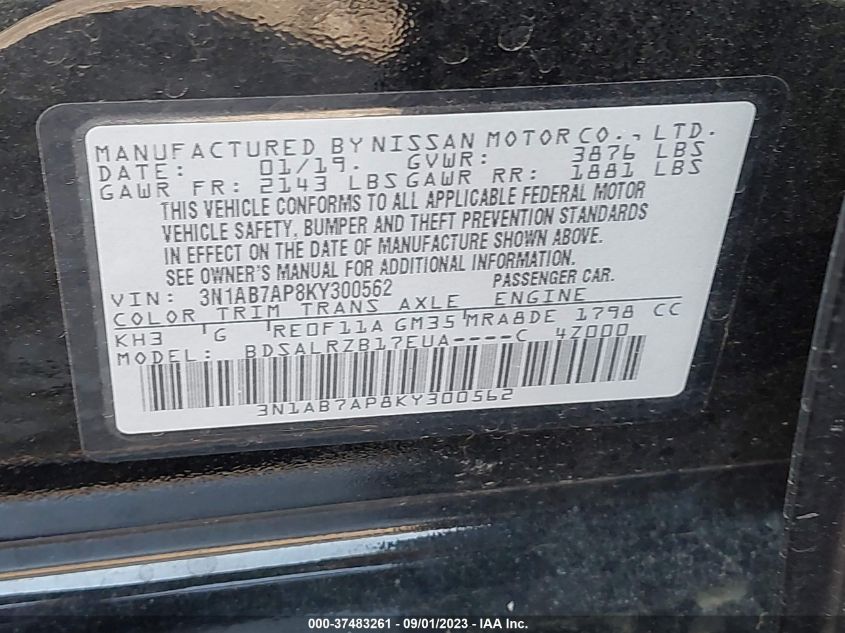 MANUFACTURED BY NISSAN MOTOR CO., LTD.
DATE: 01/19. GVWR: 3876 LBS
GAWR FR: 2143 LBS GAWR RR: 1881 LBS
THIS VEHICLE CONFORMS TO ALL APPLICABLE FEDERAL MOTOR
VEHICLE SAFETY, BUMPER AND THEFT PREVENTION STANDARDS
IN EFFECT ON THE DATE OF MANUFACTURE SHOWN ABOVE.
SEE OWNER'S MANUAL FOR ADDITIONAL INFORMATION.
VIN: 3N1AB7AP8KY300562 PASSENGER CAR.
COLOR TRIM TRANS AXLE ENGINE
KH3 G RE0F11A GM35 MRA8DE 1798 CC
MODEL: BDSALRZB17EUA----C 4Z000
3N1AB7AP8KY300562
000-37483261 - 09/01/2023 - IAA Inc.